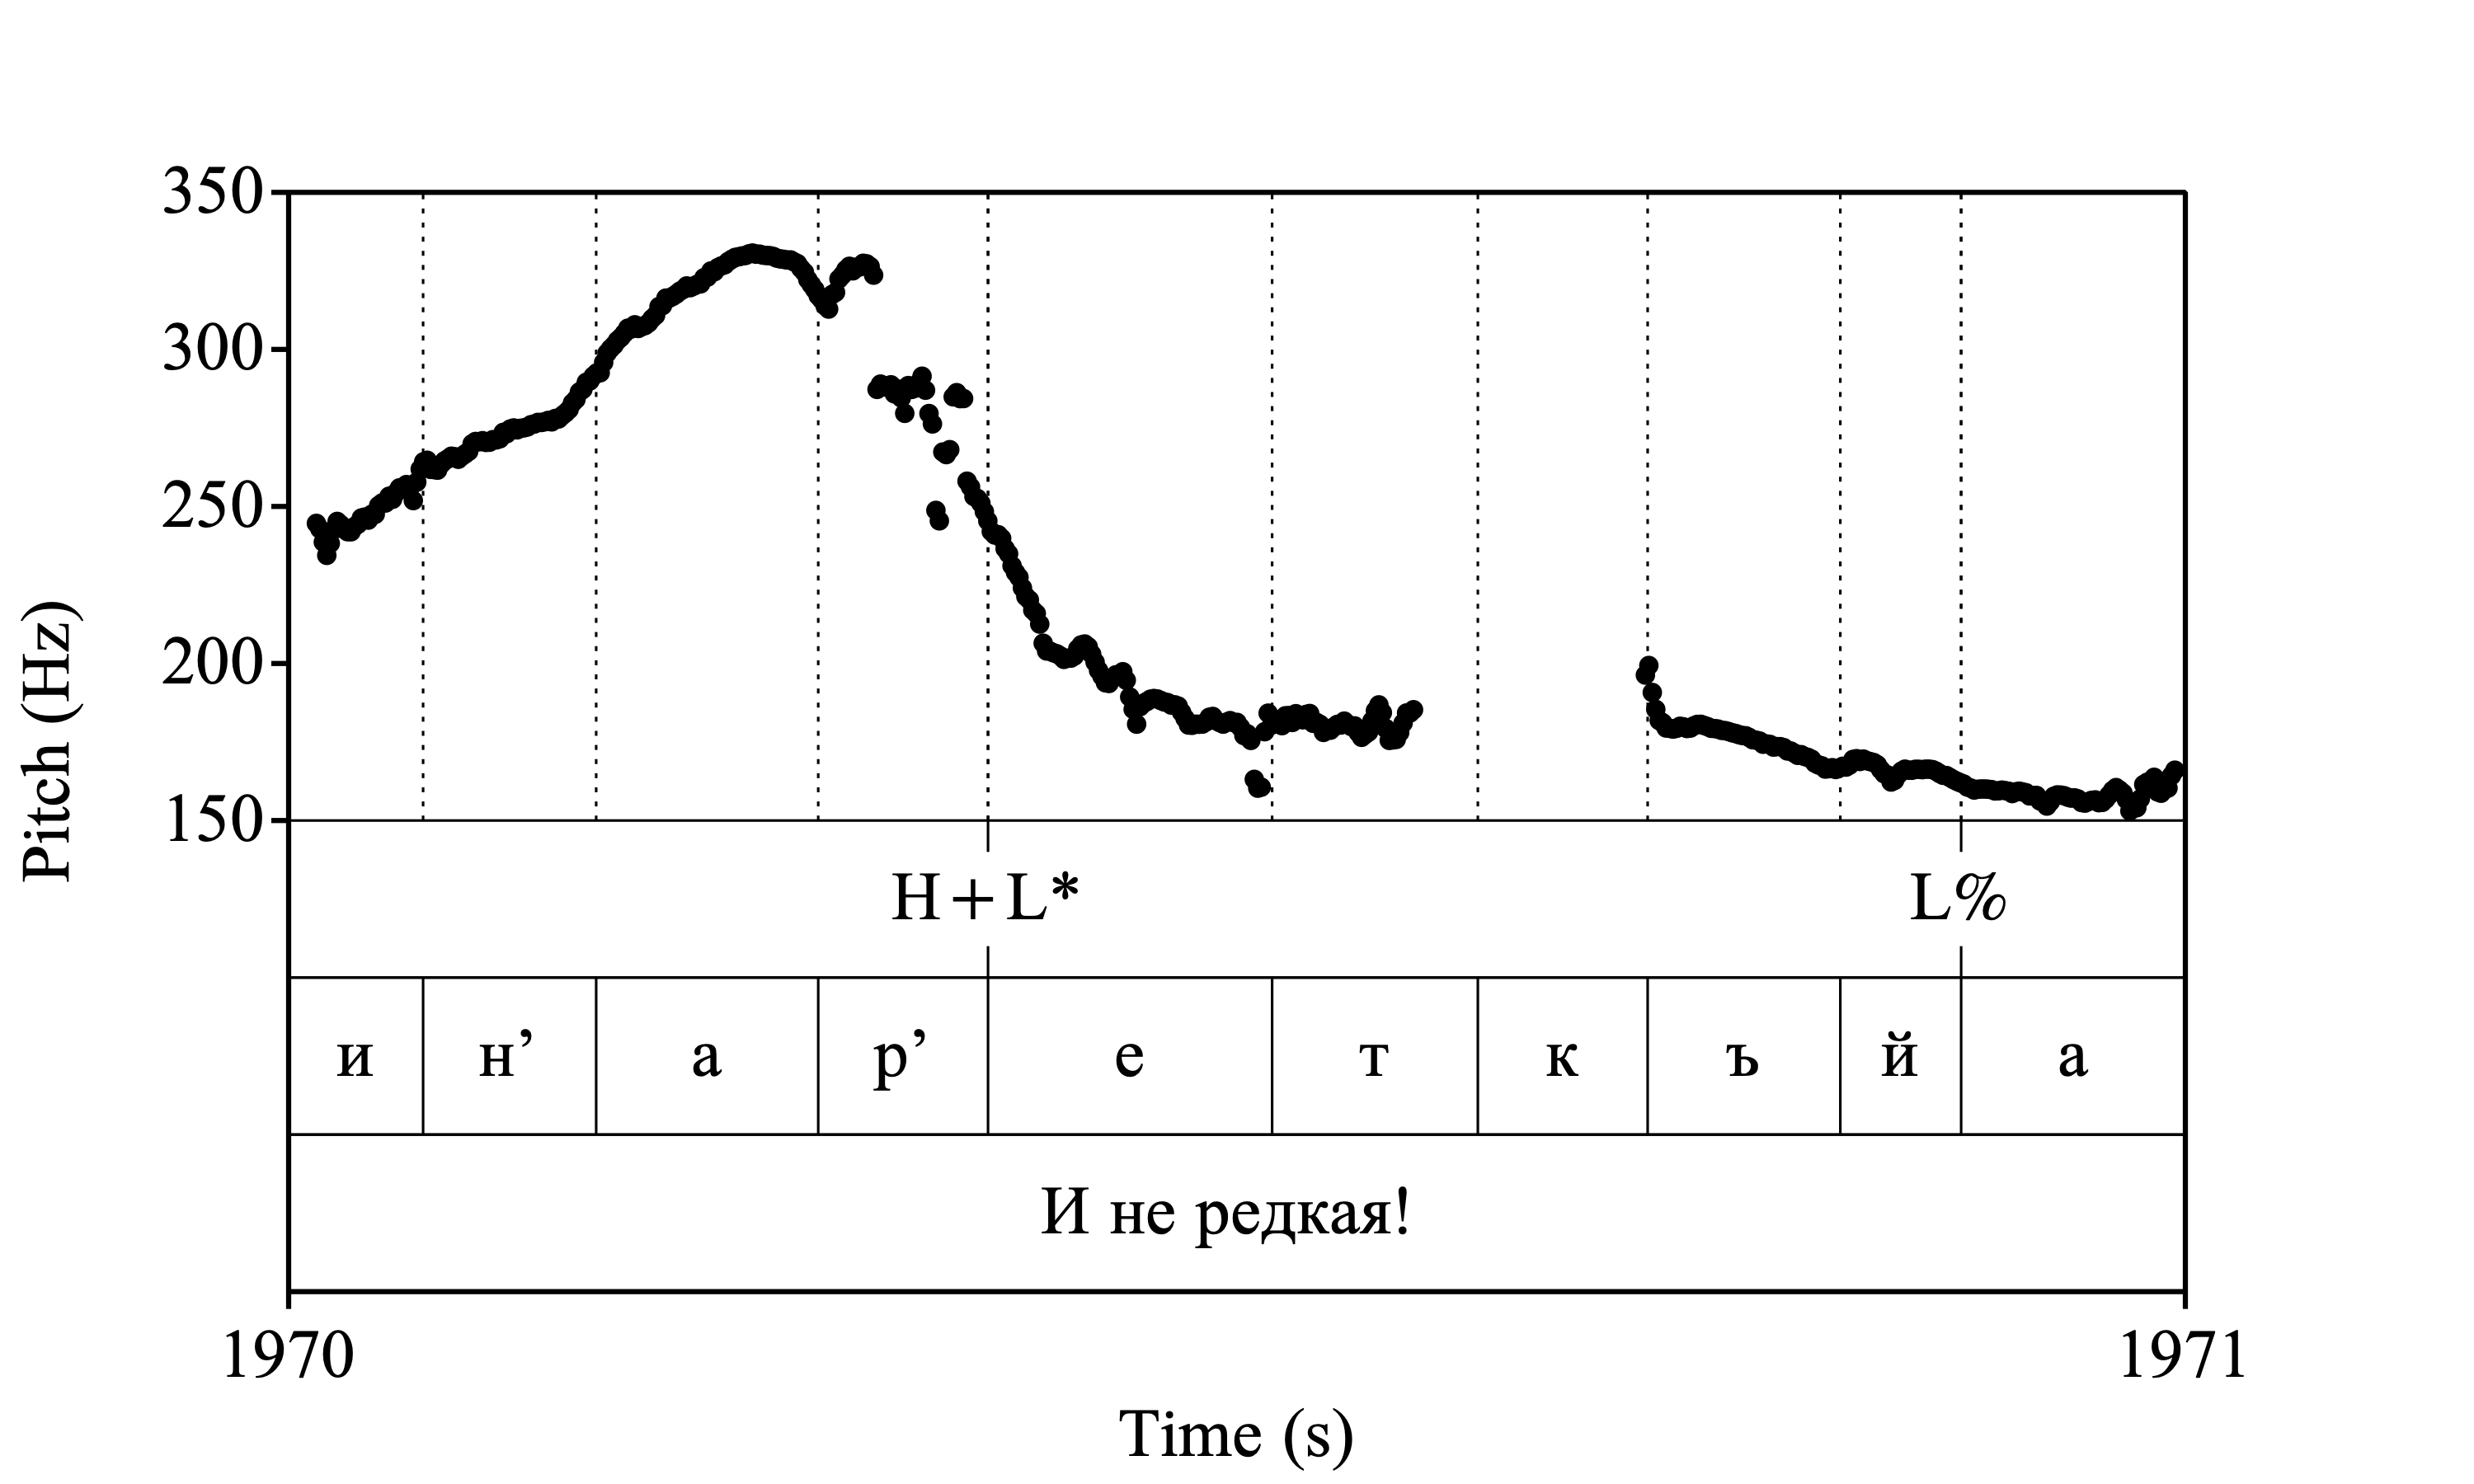 350
300
250
200
150
Pitch (Hz)
H+L* L%
и н’ а р’ е т к ъ й а
И не редкая!
1970 1971
Time (s)